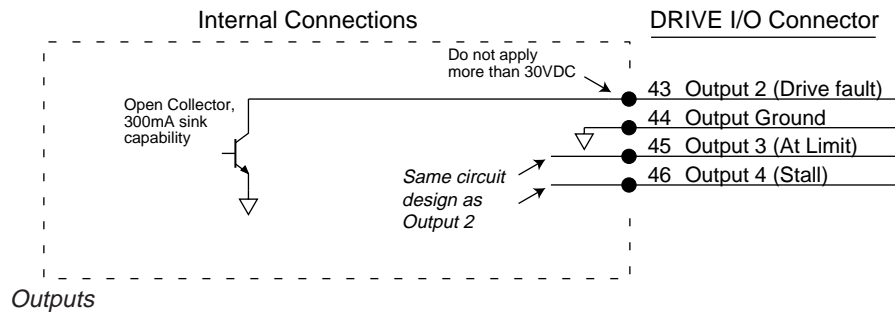 Internal Connections
DRIVE I/O Connector
Do not apply
more than 30VDC
Open Collector,
300mA sink
capability
43 Output 2 (Drive fault)
44 Output Ground
45 Output 3 (At Limit)
46 Output 4 (Stall)
Same circuit
design as
Output 2
Outputs